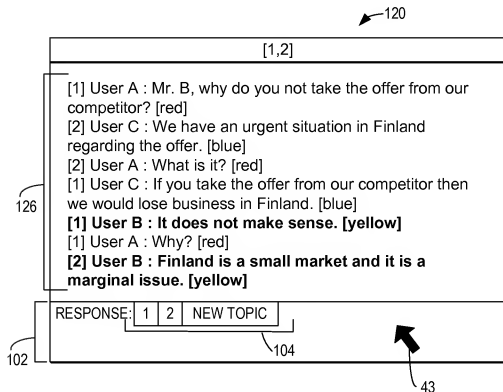 120
[1,2]
[1] User A : Mr. B, why do you not take the offer from our
competitor? [red]
[2] User C : We have an urgent situation in Finland
regarding the offer. [blue]
[2] User A : What is it? [red]
[1] User C : If you take the offer from our competitor then
we would lose business in Finland. [blue]
[1] User B : It does not make sense. [yellow]
[1] User A : Why? [red]
[2] User B : Finland is a small market and it is a
marginal issue. [yellow]
126
RESPONSE: 1 2 NEW TOPIC
102
104
43